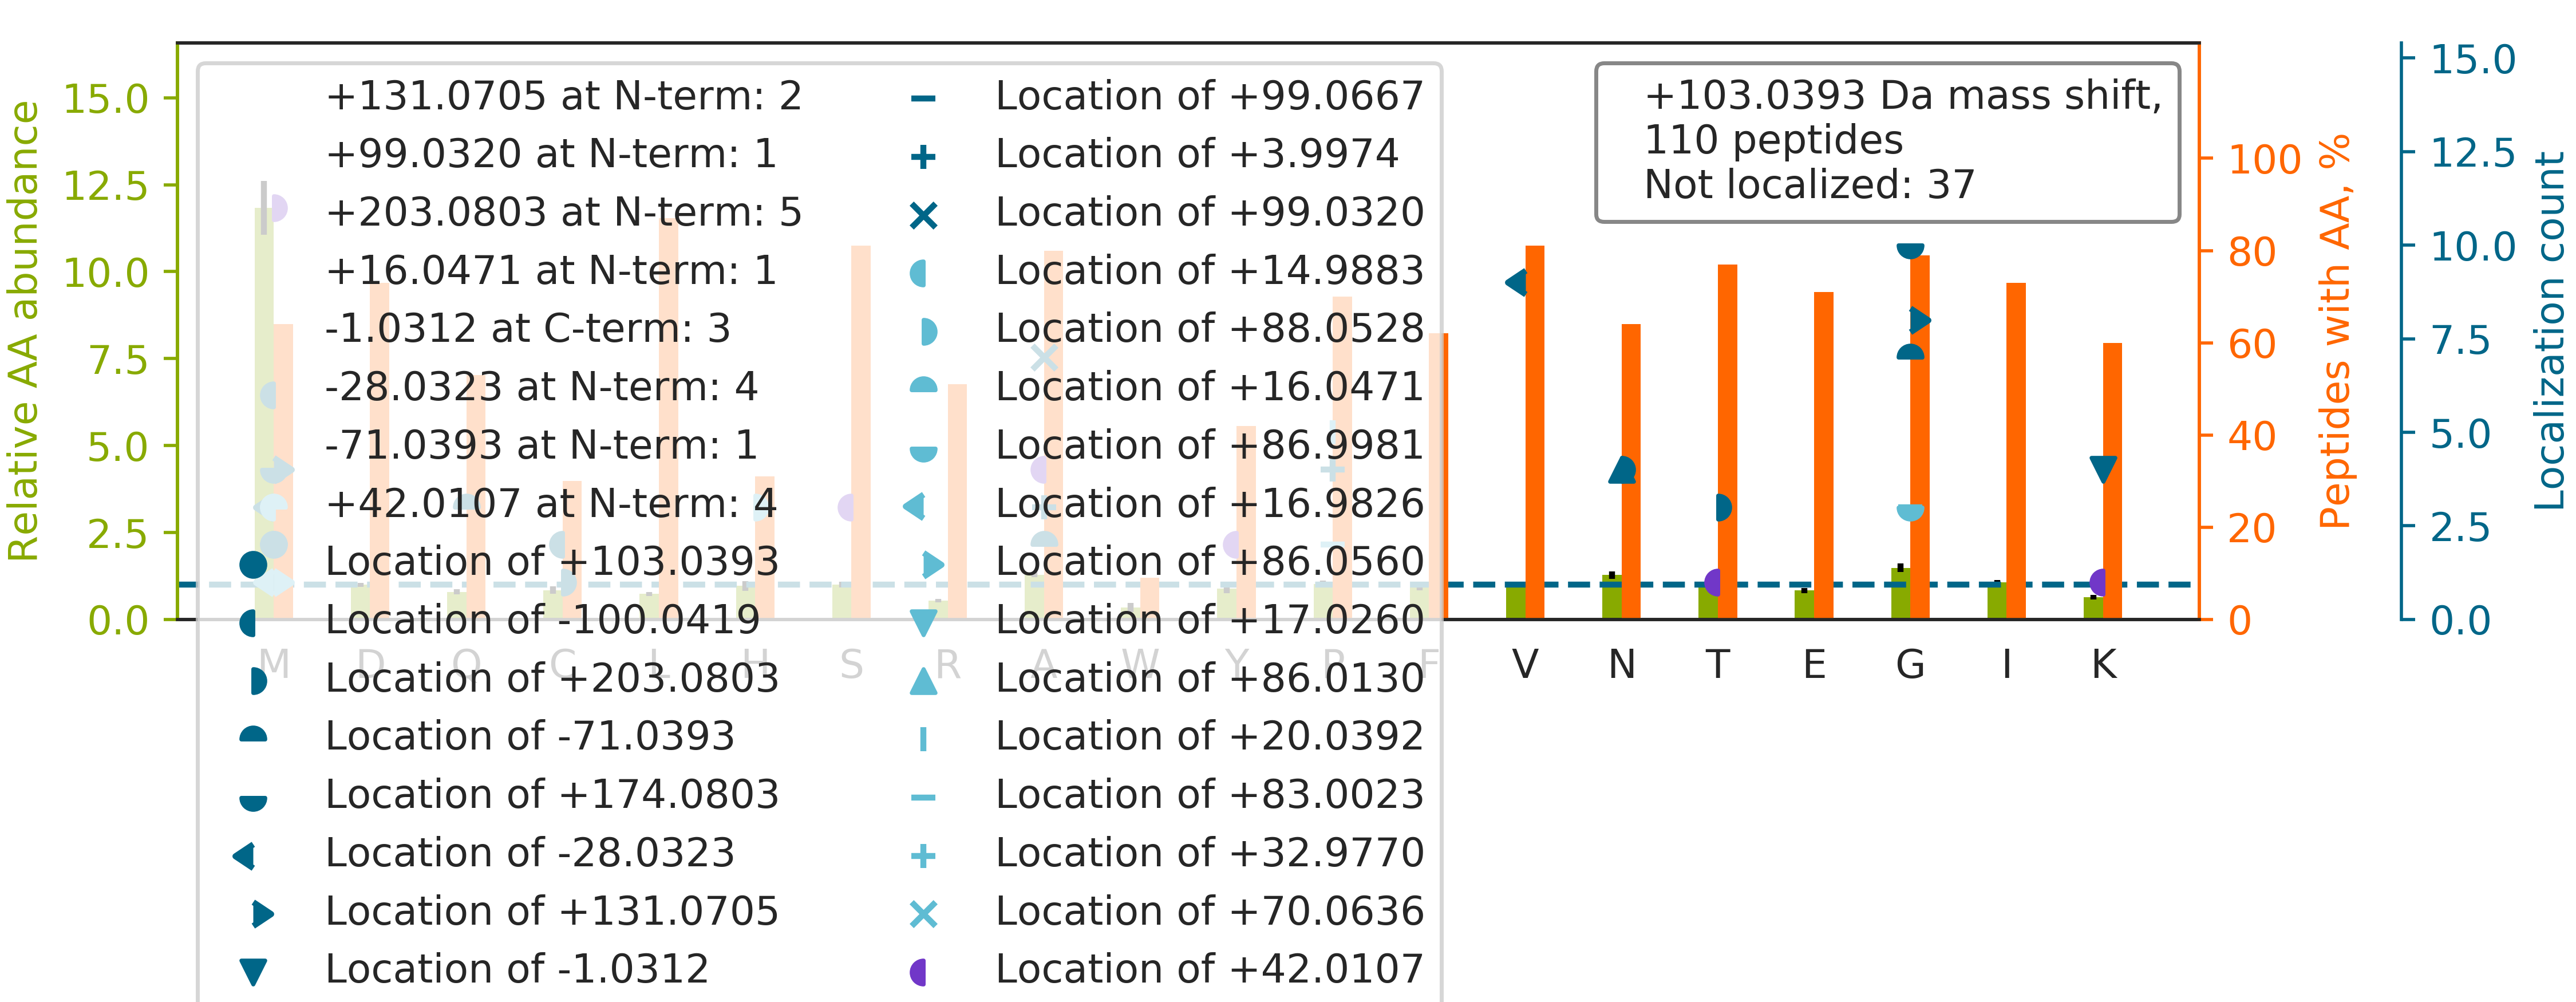 Relative AA abundance
15.0
12.5
10.0
7.5
5.0
2.5
0.0
+131.0705 at N-term: 2
+99.0320 at N-term: 1
+203.0803 at N-term: 5
+16.0471 at N-term: 1
-1.0312 at C-term: 3
-28.0323 at N-term: 4
-71.0393 at N-term: 1
+42.0107 at N-term: 4
Location of +103.0393
Location of -100.0419
Location of +203.0803
Location of -71.0393
Location of +174.0803
Location of -28.0323
Location of +131.0705
Location of -1.0312
Location of +99.0667
Location of +3.9974
Location of +99.0320
Location of +14.9883
Location of +88.0528
Location of +16.0471
Location of +86.9981
Location of +16.9826
Location of +86.0560
Location of +17.0260
Location of +86.0130
Location of +20.0392
Location of +83.0023
Location of +32.9770
Location of +70.0636
Location of +42.0107
+103.0393 Da mass shift,
110 peptides
Not localized: 37
M D Q C L H S R A W Y P F V N T E G I K
100
80
60
40
20
0
Peptides with AA, %
15.0
12.5
10.0
7.5
5.0
2.5
0.0
Localization count